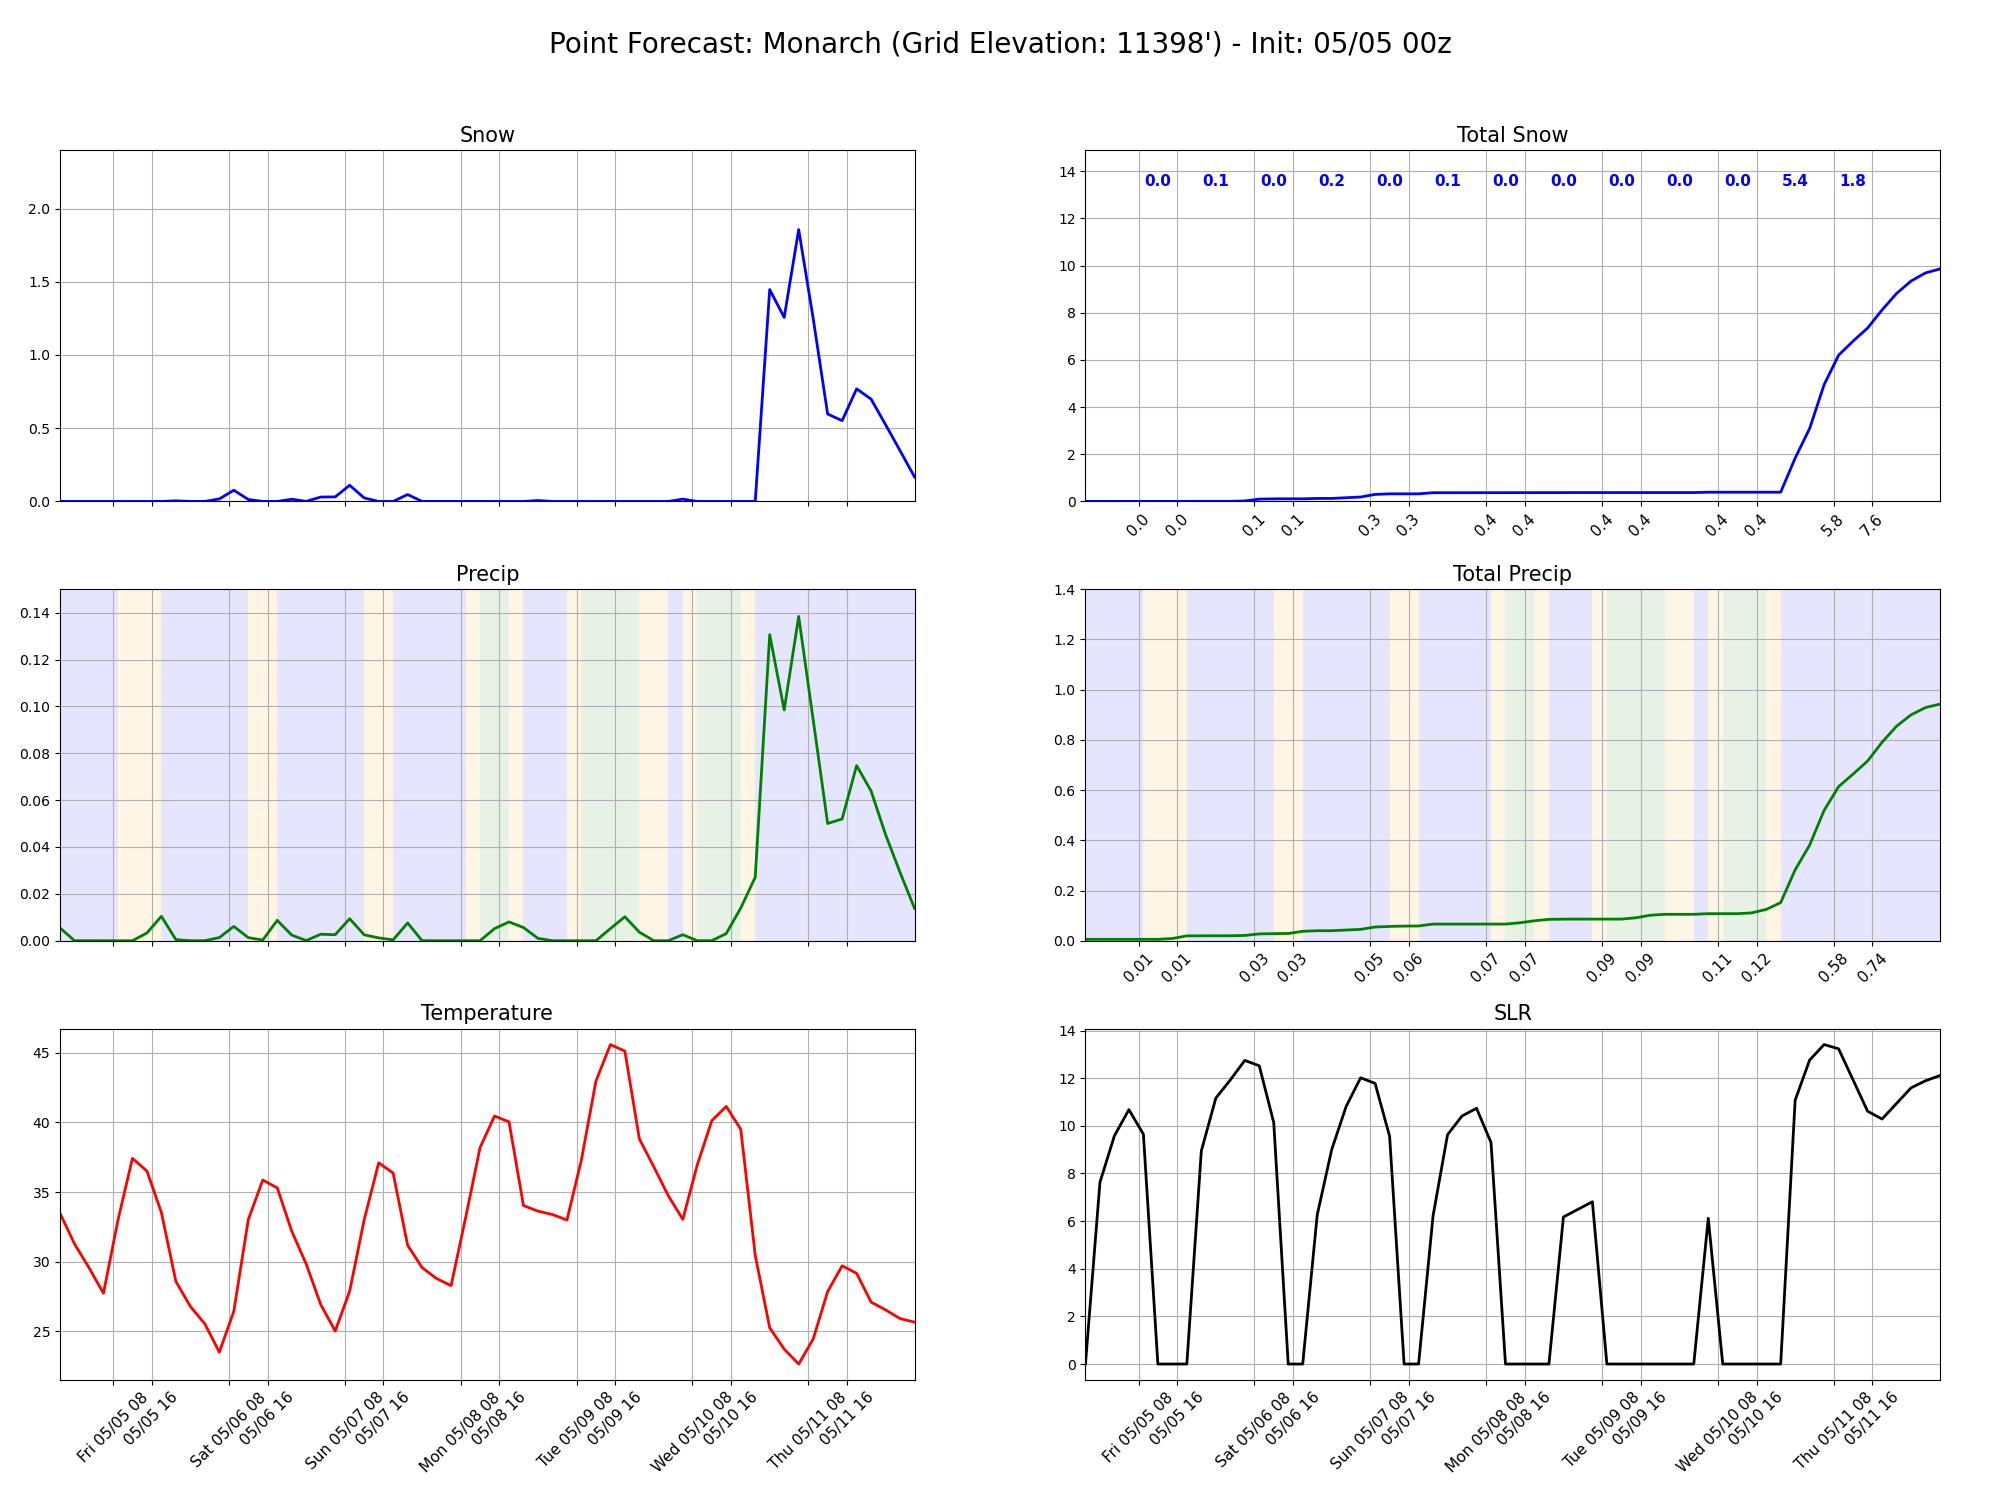 Point Forecast: Monarch (Grid Elevation: 11398') - Init: 05/05 00z
Snow
2.0
1.5
1.0
0.5
0.0
Total Snow
14
12
10
8
6
4
2
0
0.0 0.1 0.0 0.2 0.0 0.1 0.0 0.0 0.0 0.0 0.0 5.4 1.8
0.0 0.0 0.1 0.1 0.3 0.3 0.4 0.4 0.4 0.4 0.4 0.4 5.8 7.6
Precip
0.14
0.12
0.10
0.08
0.06
0.04
0.02
0.00
Total Precip
1.4
1.2
1.0
0.8
0.6
0.4
0.2
0.0
0.01 0.01 0.03 0.03 0.05 0.06 0.07 0.07 0.09 0.09 0.11 0.12 0.58 0.74
Temperature
45
40
35
30
25
Fri 05/05 08
05/05 16
Sat 05/06 08
05/06 16
Sun 05/07 08
05/07 16
Mon 05/08 08
05/08 16
Tue 05/09 08
05/09 16
Wed 05/10 08
05/10 16
Thu 05/11 08
05/11 16
SLR
14
12
10
8
6
4
2
0
Fri 05/05 08
05/05 16
Sat 05/06 08
05/06 16
Sun 05/07 08
05/07 16
Mon 05/08 08
05/08 16
Tue 05/09 08
05/09 16
Wed 05/10 08
05/10 16
Thu 05/11 08
05/11 16